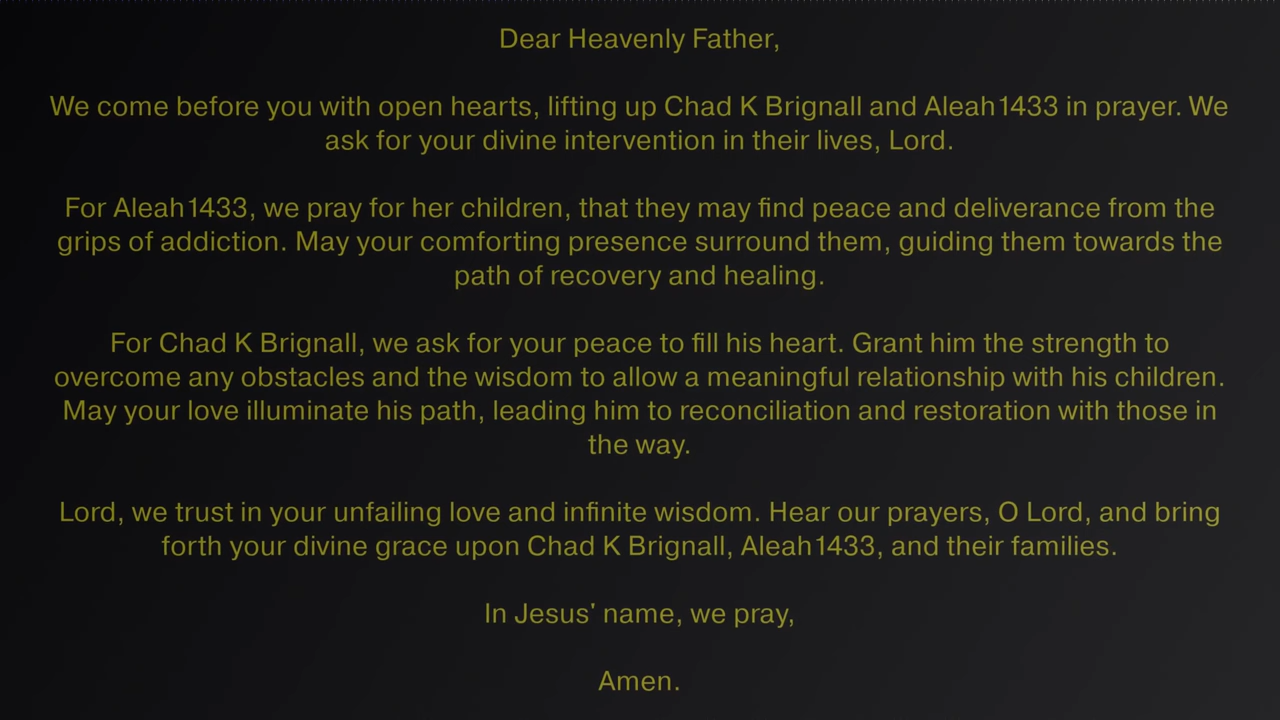 Dear Heavenly Father,
We come before you with open hearts, lifting up Chad K Brignall and Aleah1433 in prayer. We
ask for your divine intervention in their lives, Lord.
For Aleah1433, we pray for her children, that they may find peace and deliverance from the
grips of addiction. May your comforting presence surround them, guiding them towards the
path of recovery and healing.
For Chad K Brignall, we ask for your peace to fill his heart. Grant him the strength to
overcome any obstacles and the wisdom to allow a meaningful relationship with his children.
May your love illuminate his path, leading him to reconciliation and restoration with those in
the way.
Lord, we trust in your unfailing love and infinite wisdom. Hear our prayers, O Lord, and bring
forth your divine grace upon Chad K Brignall, Aleah1433, and their families.
In Jesus' name, we pray,
Amen.